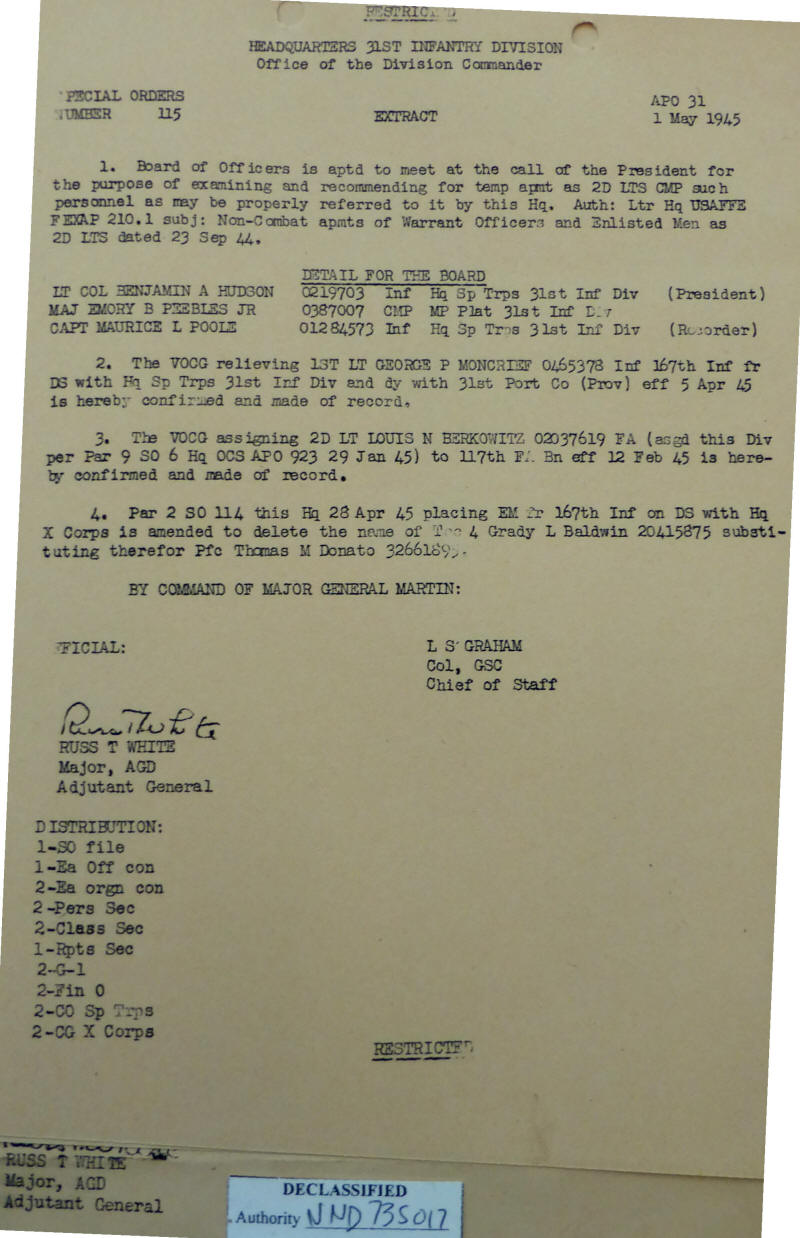 RESTRICTED
HEADQUARTERS 31ST INFANTRY DIVISION
Office of the Division Commander
SPECIAL ORDERS
NUMBER 115
EXTRACT
APO 31
1 May 1945
1. Board of Officers is aptd to meet at the call of the President for
the purpose of examining and recommending for temp apmt as 2D LTS CMP such
personnel as may be properly referred to it by this Hq. Auth: Ltr Hq USAFFE
FEXAP 210.1 subj: Non-Combat apmts of Warrant Officers and Enlisted Men as
2D LTS dated 23 Sep 44.
DETAIL FOR THE BOARD
LT COL BENJAMIN A HUDSON 0219703 Inf Hq Sp Trps 31st Inf Div (President)
MAJ EMORY B PEEBLES JR 0387007 CMP MP Plat 31st Inf Div
CAPT MAURICE L POOLE 01284573 Inf Hq Sp Trps 31st Inf Div (Recorder)
2. The VOCG relieving 1ST LT GEORGE P MONCRIEF 0465378 Inf 167th Inf fr
DS with Hq Sp Trps 31st Inf Div and dy with 31st Port Co (Prov) eff 5 Apr 45
is hereby confirmed and made of record.
3. The VOCG assigning 2D LT LOUIS N BERKOWITZ 02037619 FA (asgd this Div
per Par 9 SO 6 Hq OCS APO 923 29 Jan 45) to 117th FA Bn eff 12 Feb 45 is here-
by confirmed and made of record.
4. Par 2 SO 114 this Hq 28 Apr 45 placing EM fr 167th Inf on DS with Hq
X Corps is amended to delete the name of Tec 4 Grady L Baldwin 20415875 substi-
tuting therefor Pfc Thomas M Donato
BY COMMAND OF MAJOR GENERAL MARTIN:
OFFICIAL:
L S GRAHAM
Col, GSC
Chief of Staff
Russ T White
RUSS T WHITE
Major, AGD
Adjutant General
DISTRIBUTION:
1-SO file
1-Ea Off con
2-Ea orgn con
2-Pers Sec
2-Class Sec
1-Rpts Sec
2-G-1
2-Fin O
2-CO Sp Trps
2-CG X Corps
RESTRICTED
RUSS T WHITE
Major, AGD
Adjutant General
DECLASSIFIED
Authority NND 735017